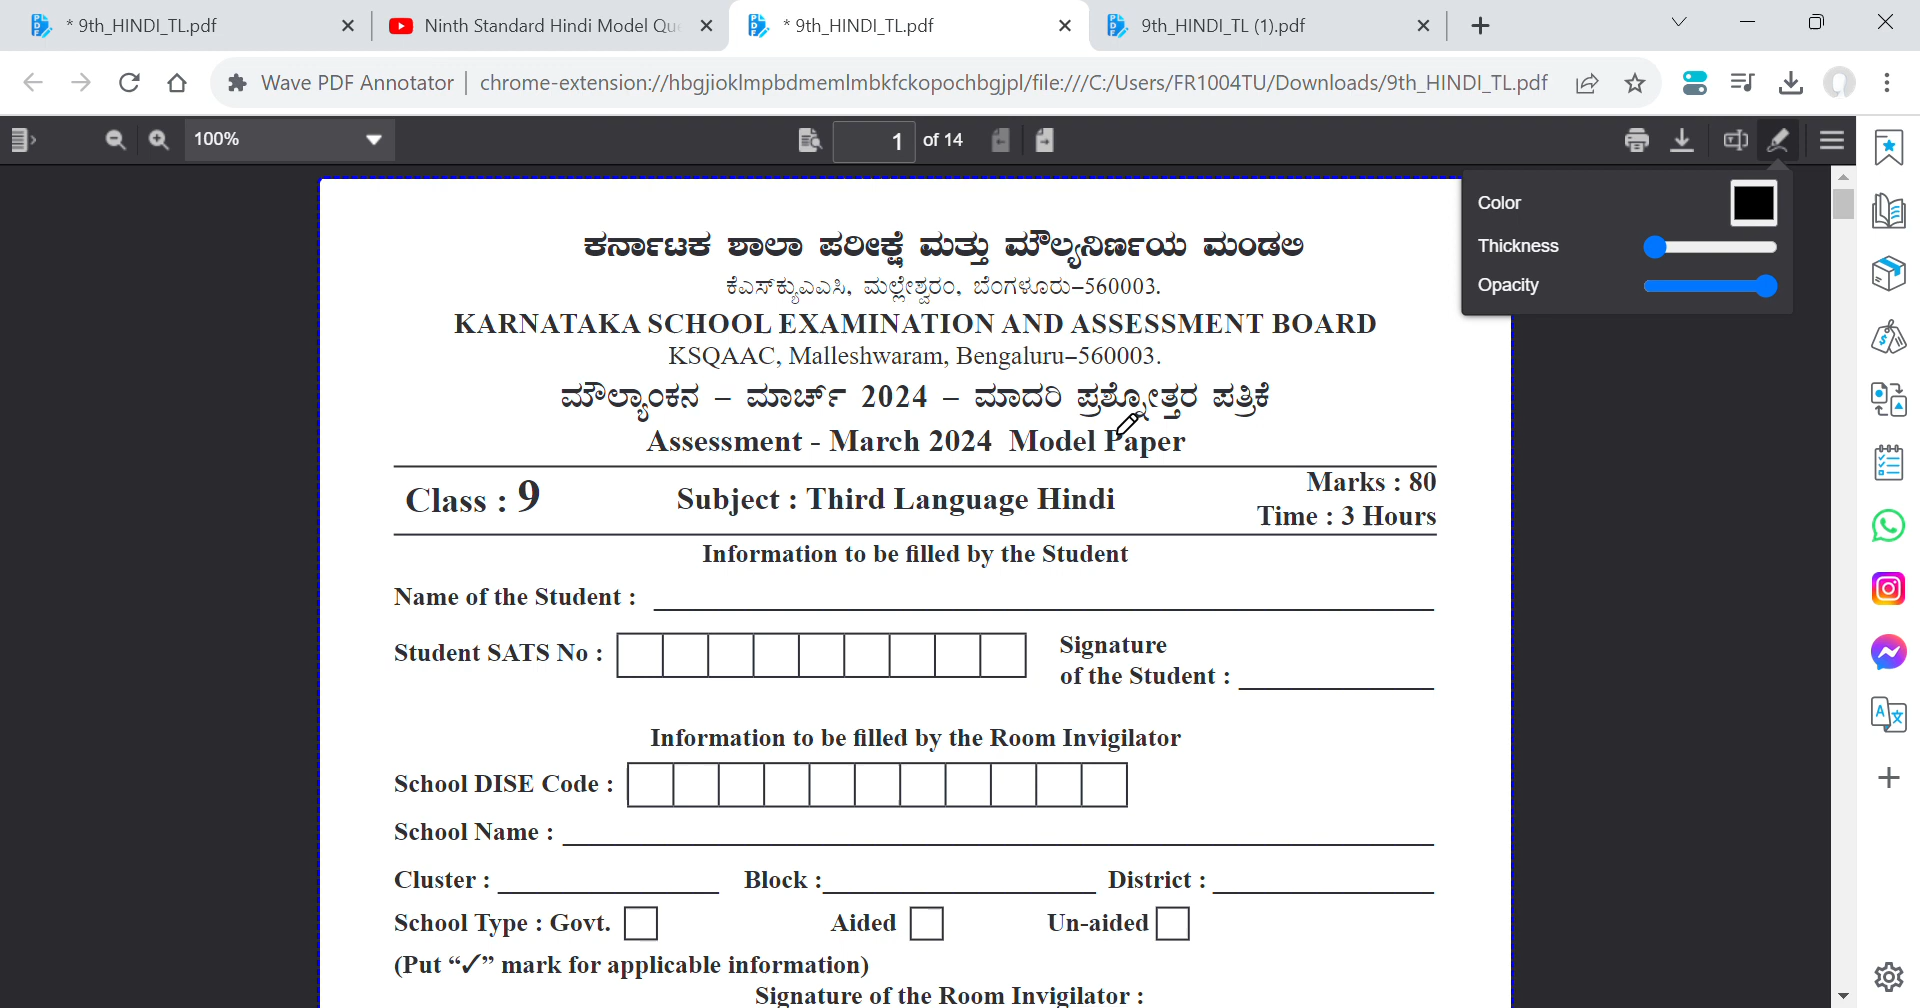 * 9th_HINDI_TL.pdf
Ninth Standard Hindi Model Qu
* 9th_HINDI_TL.pdf
9th_HINDI_TL (1).pdf
Wave PDF Annotator | chrome-extension://hbgjioklmpbdmemlmbkfckopochbgjpl/file:///C:/Users/FR1004TU/Downloads/9th_HINDI_TL.pdf
100%
1 of 14
Color
Thickness
Opacity
ಕರ್ನಾಟಕ ಶಾಲಾ ಪರೀಕ್ಷೆ ಮತ್ತು ಮೌಲ್ಯನಿರ್ಣಯ ಮಂಡಲಿ
ಕೆಎಸ್‌ಕ್ಯುಎಎಸಿ, ಮಲ್ಲೇಶ್ವರಂ, ಬೆಂಗಳೂರು–560003.
KARNATAKA SCHOOL EXAMINATION AND ASSESSMENT BOARD
KSQAAC, Malleshwaram, Bengaluru–560003.
ಮೌಲ್ಯಾಂಕನ – ಮಾರ್ಚ್ 2024 – ಮಾದರಿ ಪ್ರಶ್ನೋತ್ತರ ಪತ್ರಿಕೆ
Assessment - March 2024 Model Paper
Class : 9
Subject : Third Language Hindi
Marks : 80
Time : 3 Hours
Information to be filled by the Student
Name of the Student :
Student SATS No :
Signature
of the Student :
Information to be filled by the Room Invigilator
School DISE Code :
School Name :
Cluster : Block : District :
School Type : Govt. Aided Un-aided
(Put “✓” mark for applicable information)
Signature of the Room Invigilator :